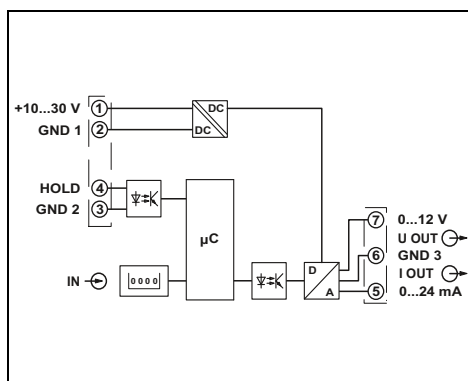 +10...30 V 1
GND 1 2
DC
DC
HOLD 4
GND 2 3
µC
IN
0000
D
A
7 0...12 V
U OUT
6 GND 3
I OUT
5 0...24 mA